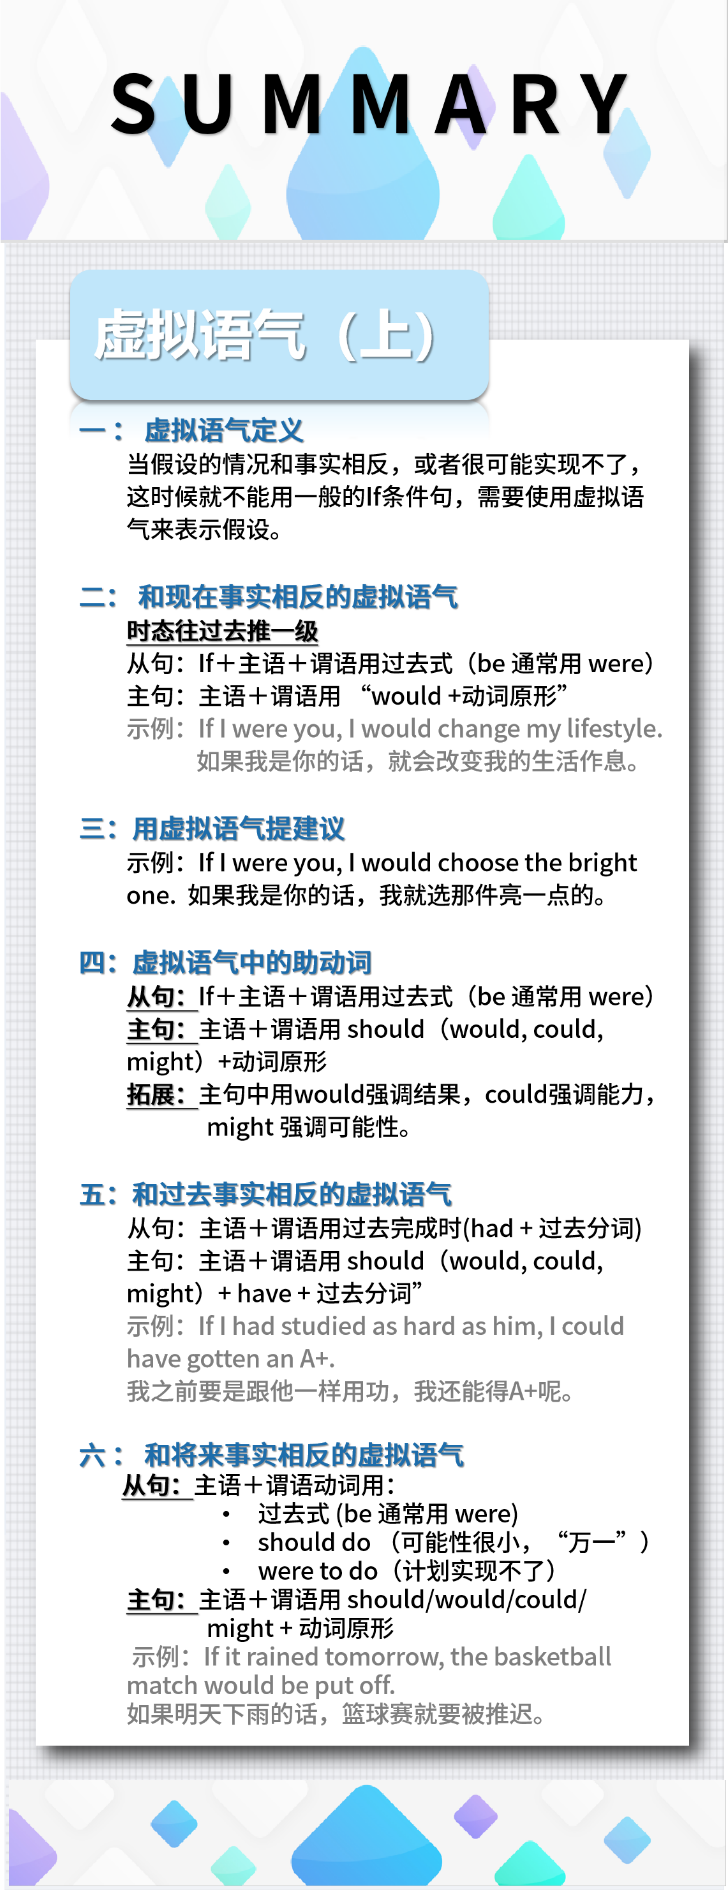 SUMMARY
虚拟语气（上）
一： 虚拟语气定义
当假设的情况和事实相反，或者很可能实现不了，
这时候就不能用一般的If条件句，需要使用虚拟语
气来表示假设。
二： 和现在事实相反的虚拟语气
时态往过去推一级
从句：If＋主语＋谓语用过去式（be 通常用 were）
主句：主语＋谓语用 “would +动词原形”
示例：If I were you, I would change my lifestyle.
如果我是你的话，就会改变我的生活作息。
三：用虚拟语气提建议
示例：If I were you, I would choose the bright
one. 如果我是你的话，我就选那件亮一点的。
四：虚拟语气中的助动词
从句：If＋主语＋谓语用过去式（be 通常用 were）
主句：主语＋谓语用 should（would, could,
might）+动词原形
拓展：主句中用would强调结果，could强调能力，
might 强调可能性。
五：和过去事实相反的虚拟语气
从句：主语＋谓语用过去完成时(had + 过去分词)
主句：主语＋谓语用 should（would, could,
might）+ have + 过去分词”
示例：If I had studied as hard as him, I could
have gotten an A+.
我之前要是跟他一样用功，我还能得A+呢。
六： 和将来事实相反的虚拟语气
从句：主语＋谓语动词用：
• 过去式 (be 通常用 were)
• should do （可能性很小，“万一”）
• were to do（计划实现不了）
主句：主语＋谓语用 should/would/could/
might + 动词原形
示例：If it rained tomorrow, the basketball
match would be put off.
如果明天下雨的话，篮球赛就要被推迟。